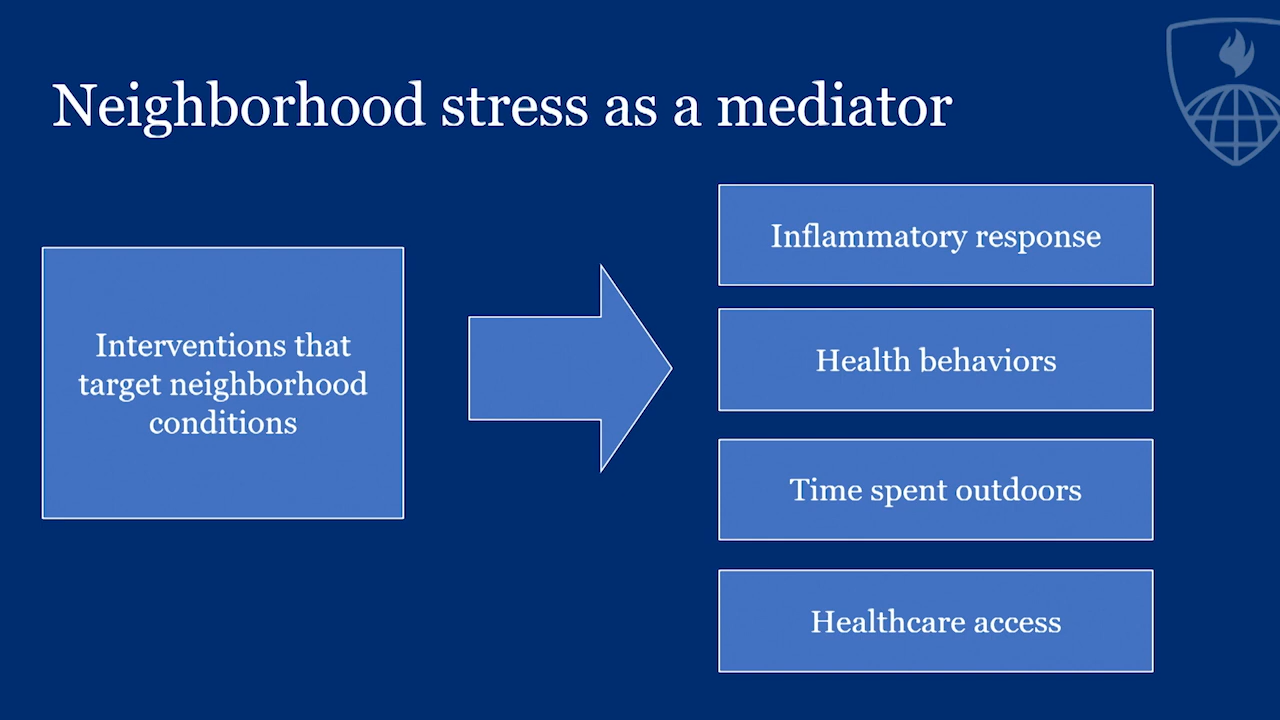 Neighborhood stress as a mediator
Interventions that
target neighborhood
conditions
Inflammatory response
Health behaviors
Time spent outdoors
Healthcare access